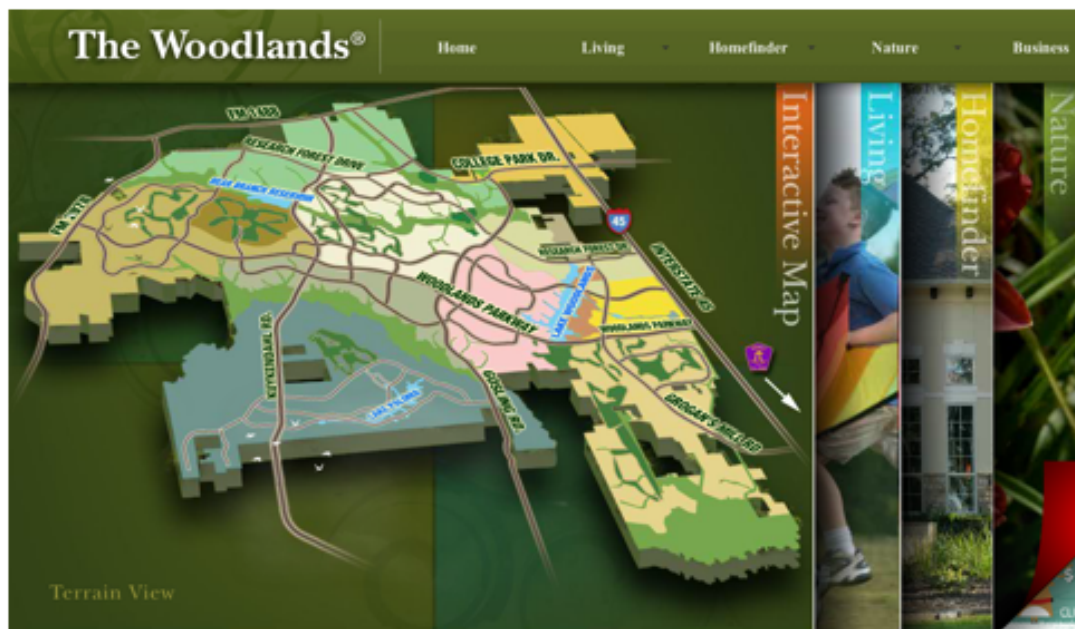 The Woodlands®
Home
Living
Homefinder
Nature
Business
FM 1488
RESEARCH FOREST DRIVE
COLLEGE PARK DR.
BEAR BRANCH RESERVOIR
FM 2978
45
RESEARCH FOREST DR.
INTERSTATE 45
WOODLANDS PARKWAY
LAKE WOODLANDS
WOODLANDS PARKWAY
KUYKENDAHL RD.
GOSLING RD.
GROGAN'S MILL RD
Interactive Map
Living
Homefinder
Nature
Terrain View